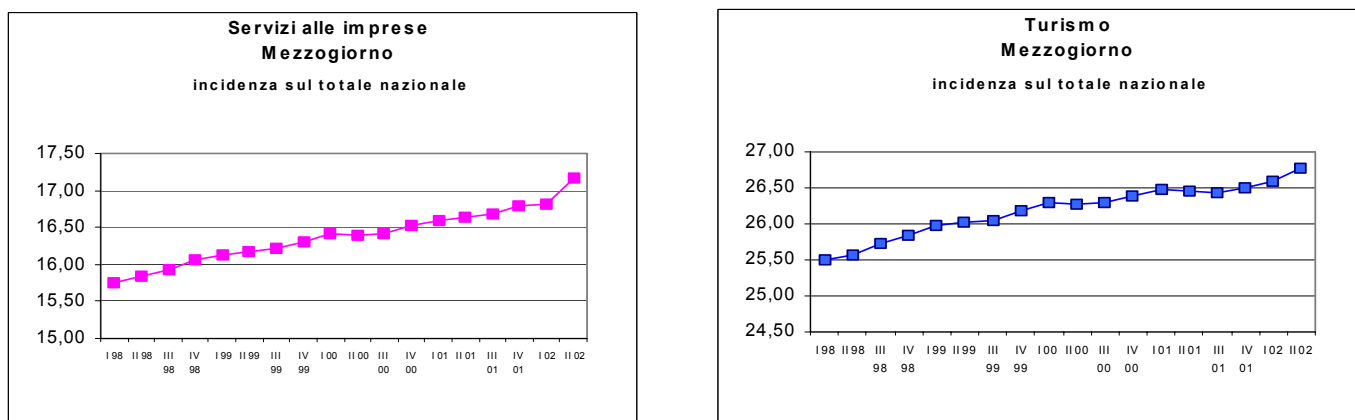 Servizi alle imprese
Mezzogiorno
incidenza sul totale nazionale
17,50
17,00
16,50
16,00
15,50
15,00
I 98 II 98 III 98 IV 98 I 99 II 99 III 99 IV 99 I 00 II 00 III 00 IV 00 I 01 II 01 III 01 IV 01 I 02 II 02
Turismo
Mezzogiorno
incidenza sul totale nazionale
27,00
26,50
26,00
25,50
25,00
24,50
I 98 II 98 III 98 IV 98 I 99 II 99 III 99 IV 99 I 00 II 00 III 00 IV 00 I 01 II 01 III 01 IV 01 I 02 II 02